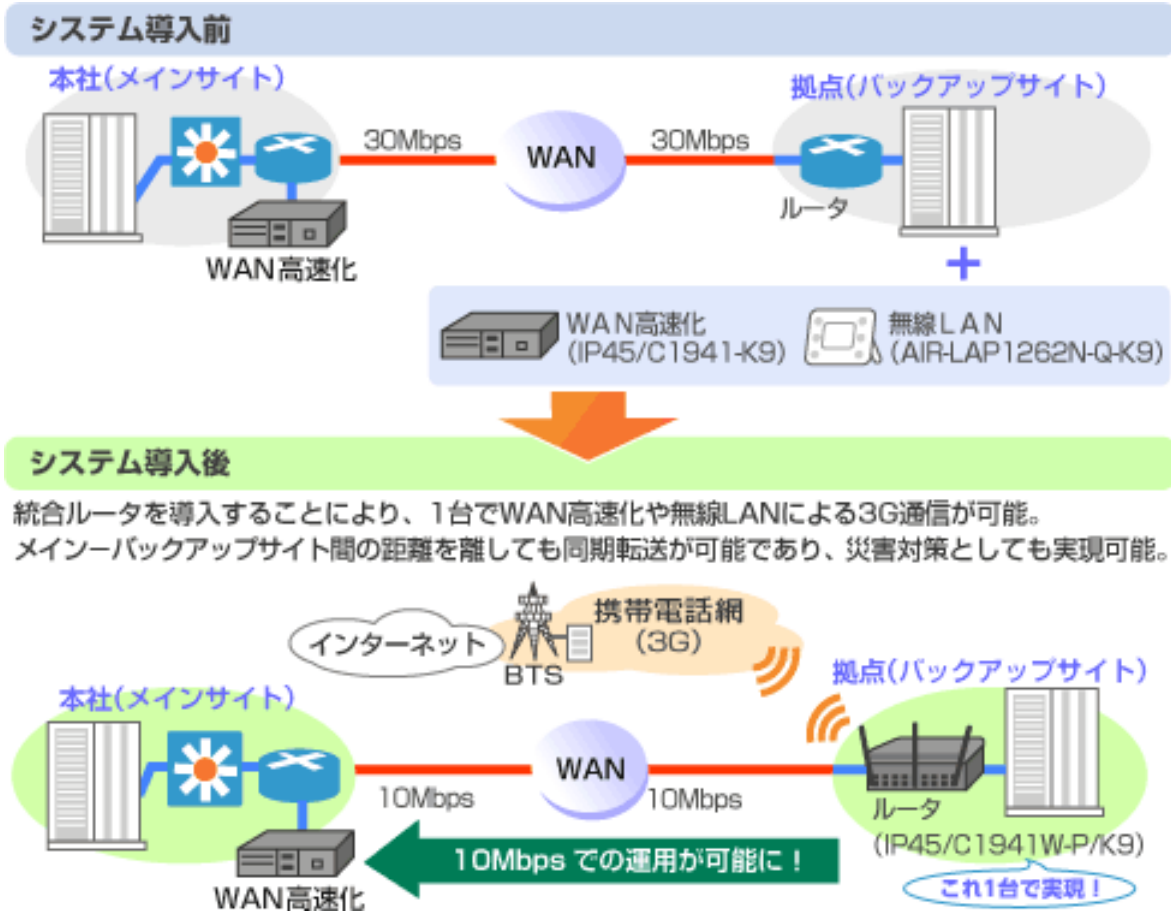 システム導入前
本社(メインサイト)
拠点(バックアップサイト)
30Mbps
WAN
30Mbps
ルータ
WAN高速化
+
WAN高速化
(IP45/C1941-K9)
無線LAN
(AIR-LAP1262N-Q-K9)
システム導入後
統合ルータを導入することにより、1台でWAN高速化や無線LANによる3G通信が可能。
メインーバックアップサイト間の距離を離しても同期転送が可能であり、災害対策としても実現可能。
インターネット
BTS
携帯電話網
(3G)
本社(メインサイト)
拠点(バックアップサイト)
10Mbps
WAN
10Mbps
ルータ
(IP45/C1941W-P/K9)
これ1台で実現！
10Mbps での運用が可能に！
WAN高速化